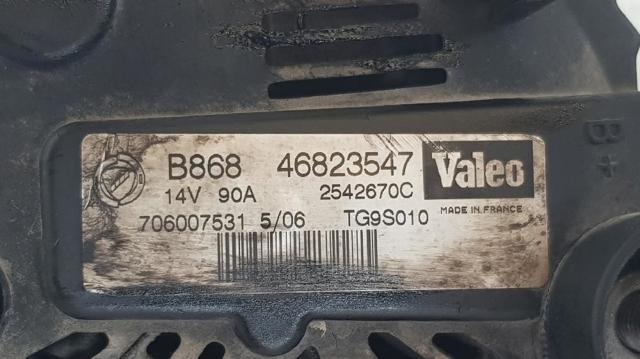 B868 46823547 Valeo
14V 90A 2542670C MADE IN FRANCE
706007531 5/06 TG9S010
B+